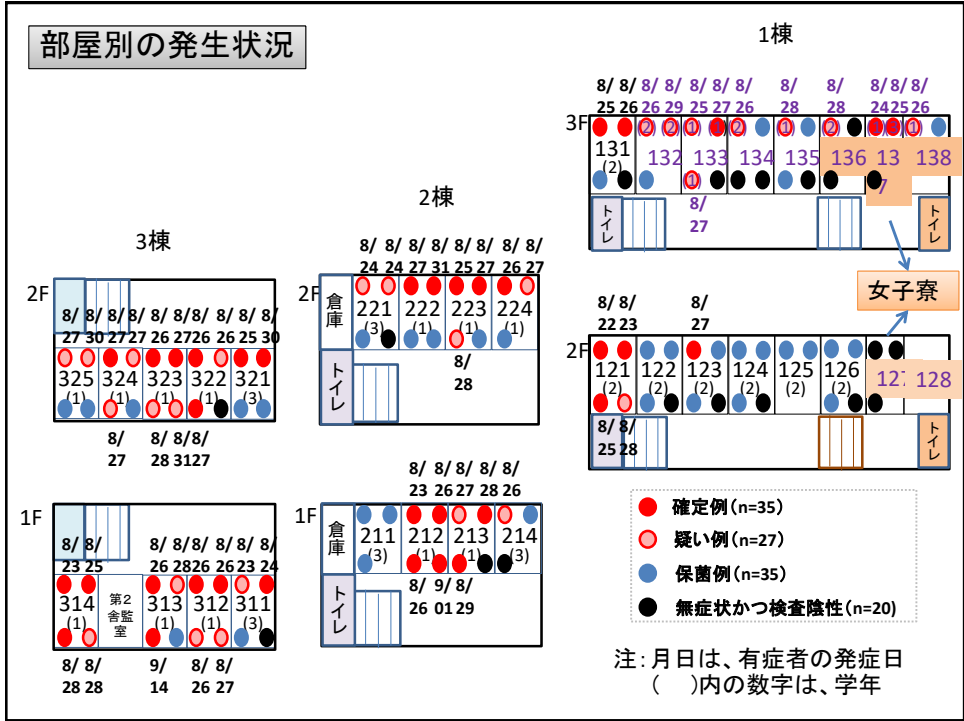 部屋別の発生状況
1棟
8/ 8/ 8/ 8/ 8/ 8/ 8/ 8/ 8/ 8/ 8/ 8/
25 26 26 29 25 27 26 28 28 24 25 26
3F
131 132 133 134 135 136 137 138
(2)
(2) (2) (1) (2) (1) (2) (1)
(1)
8/
27
トイレ
トイレ
女子寮
8/ 8/ 8/
22 23 27
2F
121 122 123 124 125 126 127 128
(2) (2) (2) (2) (2) (2)
8/ 8/
25 28
トイレ
2棟
8/ 8/ 8/ 8/ 8/ 8/ 8/ 8/
24 24 27 31 25 27 26 27
2F
倉庫
221 222 223 224
(3) (1) (1) (1)
トイレ
8/
28
8/ 8/ 8/ 8/ 8/
23 26 27 28 26
1F
倉庫
211 212 213 214
(3) (1) (1) (3)
トイレ
8/ 9/ 8/
26 01 29
3棟
2F
8/ 8/ 8/ 8/ 8/ 8/ 8/ 8/ 8/ 8/
27 30 27 27 26 27 26 26 25 30
325 324 323 322 321
(1) (1) (1) (1) (3)
8/ 8/ 8/ 8/
27 28 31 27
1F
8/ 8/ 8/ 8/ 8/ 8/ 8/ 8/
23 25 26 28 26 26 23 24
314 313 312 311
(1) (1) (1) (3)
第2
舎監
室
8/ 8/ 9/ 8/ 8/
28 28 14 26 27
確定例(n=35)
疑い例(n=27)
保菌例(n=35)
無症状かつ検査陰性(n=20)
注:月日は、有症者の発症日
( )内の数字は、学年